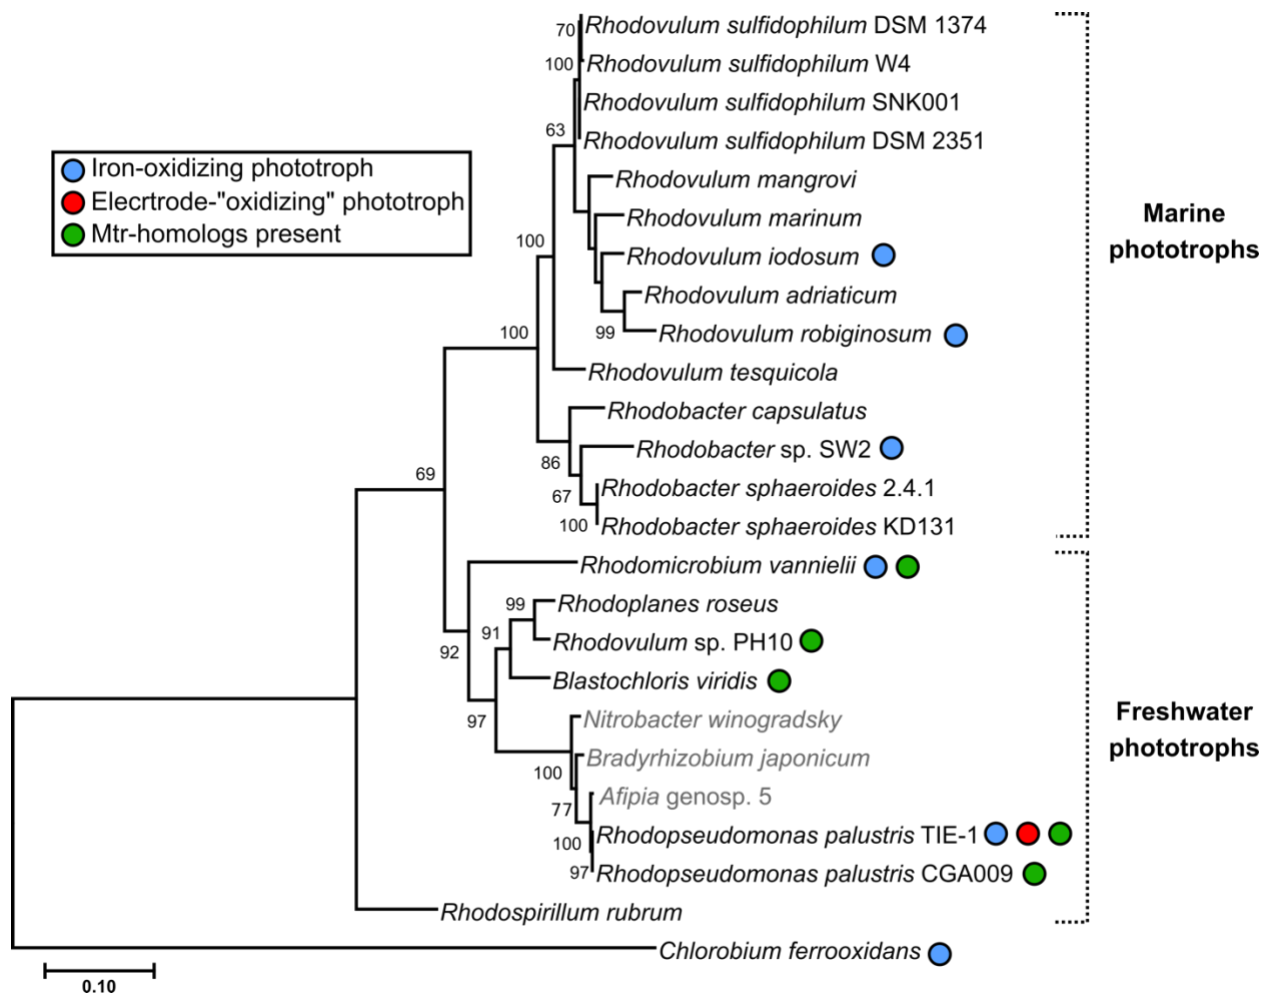 70
Rhodovulum sulfidophilum DSM 1374
100
Rhodovulum sulfidophilum W4
Rhodovulum sulfidophilum SNK001
63
Rhodovulum sulfidophilum DSM 2351
Iron-oxidizing phototroph
Elecrtrode-"oxidizing" phototroph
Mtr-homologs present
Rhodovulum mangrovi
Rhodovulum marinum
100
Rhodovulum iodosum
Rhodovulum adriaticum
100
99
Rhodovulum robiginosum
Rhodovulum tesquicola
Marine
phototrophs
Rhodobacter capsulatus
Rhodobacter sp. SW2
86
69
Rhodobacter sphaeroides 2.4.1
67
100
Rhodobacter sphaeroides KD131
Rhodomicrobium vannielii
99
Rhodoplanes roseus
91
Rhodovulum sp. PH10
92
Blastochloris viridis
97
Nitrobacter winogradsky
Bradyrhizobium japonicum
100
Afipia genosp. 5
77
Rhodopseudomonas palustris TIE-1
100
97
Rhodopseudomonas palustris CGA009
Freshwater
phototrophs
Rhodospirillum rubrum
Chlorobium ferrooxidans
0.10